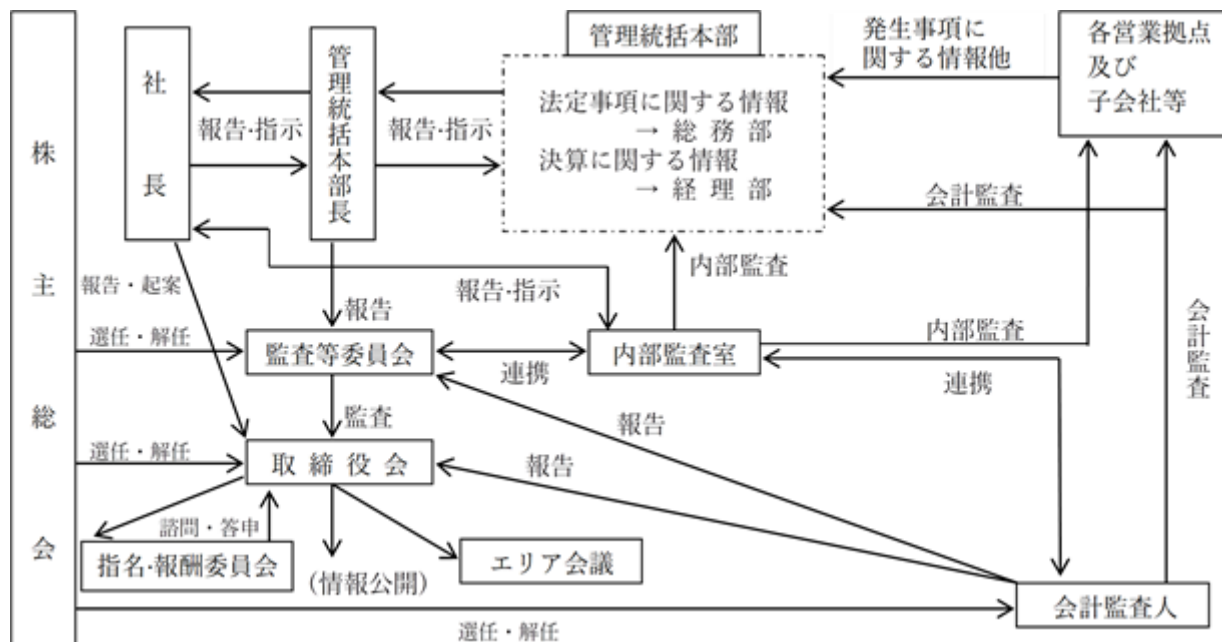 株主総会
社長
管理統括本部長
管理統括本部
発生事項に
関する情報他
各営業拠点
及び
子会社等
報告·指示
報告·指示
法定事項に関する情報
→ 総 務 部
決算に関する情報
→ 経 理 部
会計監査
内部監査
報告・起案
報告
報告·指示
選任・解任
監査等委員会
連携
内部監査室
内部監査
連携
会計監査
監査
報告
選任・解任
取 締 役 会
報告
諮問・答申
指名·報酬委員会
(情報公開)
エリア会議
会計監査人
選任・解任